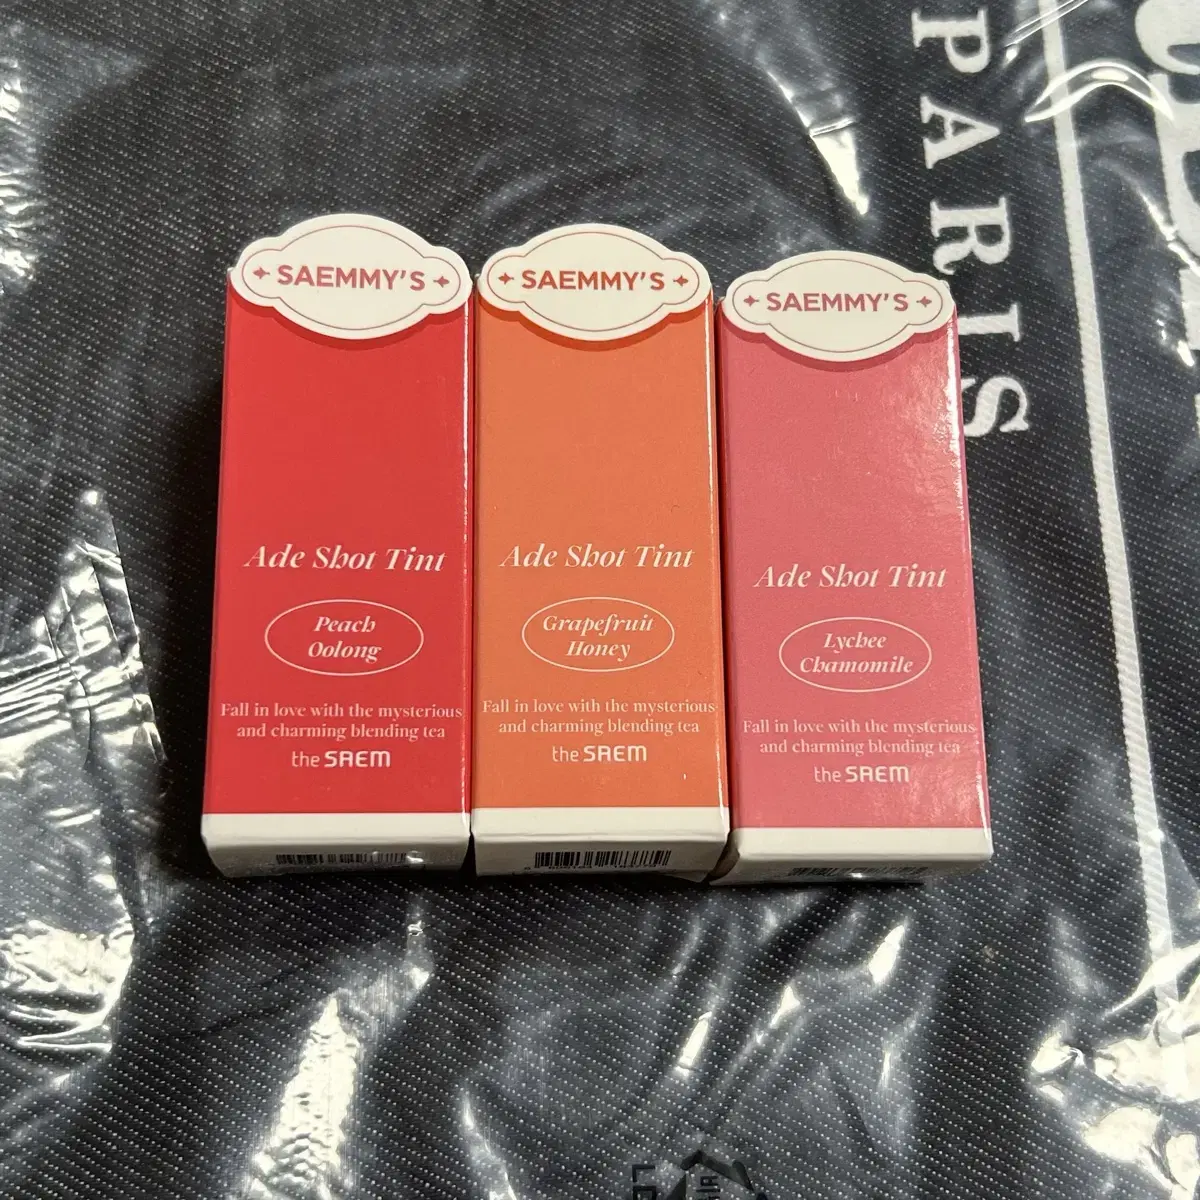 SAEMMY'S
Ade Shot Tint
Peach
Oolong
Fall in love with the mysterious
and charming blending tea
the SAEM
SAEMMY'S
Ade Shot Tint
Grapefruit
Honey
Fall in love with the mysterious
and charming blending tea
the SAEM
SAEMMY'S
Ade Shot Tint
Lychee
Chamomile
Fall in love with the mysterious
and charming blending tea
the SAEM
PARIS